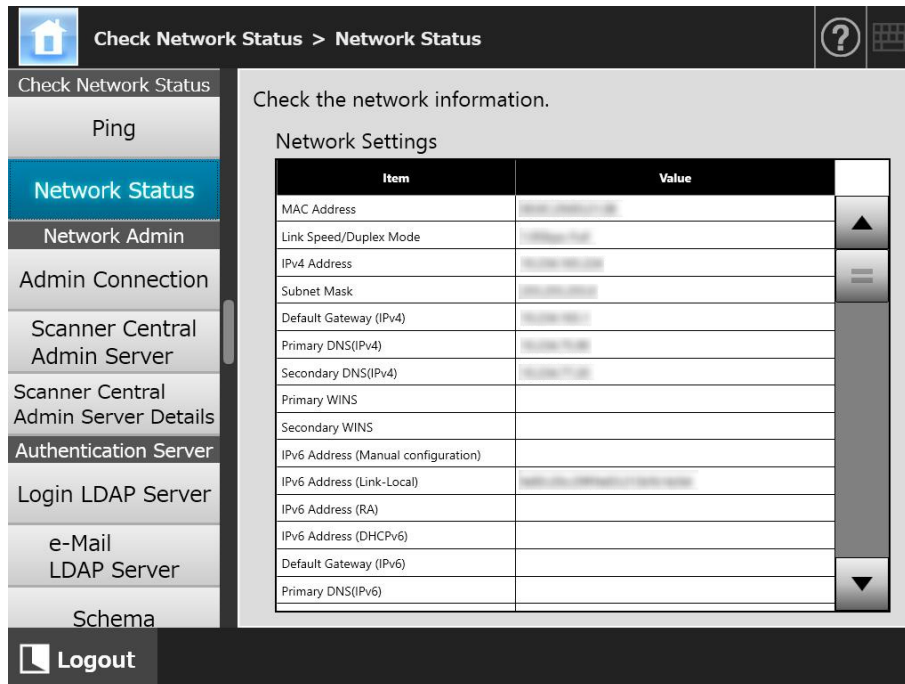 Check Network Status > Network Status
?
Check Network Status
Ping
Network Status
Network Admin
Admin Connection
Scanner Central
Admin Server
Scanner Central
Admin Server Details
Authentication Server
Login LDAP Server
e-Mail
LDAP Server
Schema
Check the network information.
Network Settings
Item Value
MAC Address
Link Speed/Duplex Mode
IPv4 Address
Subnet Mask
Default Gateway (IPv4)
Primary DNS(IPv4)
Secondary DNS(IPv4)
Primary WINS
Secondary WINS
IPv6 Address (Manual configuration)
IPv6 Address (Link-Local)
IPv6 Address (RA)
IPv6 Address (DHCPv6)
Default Gateway (IPv6)
Primary DNS(IPv6)
Logout